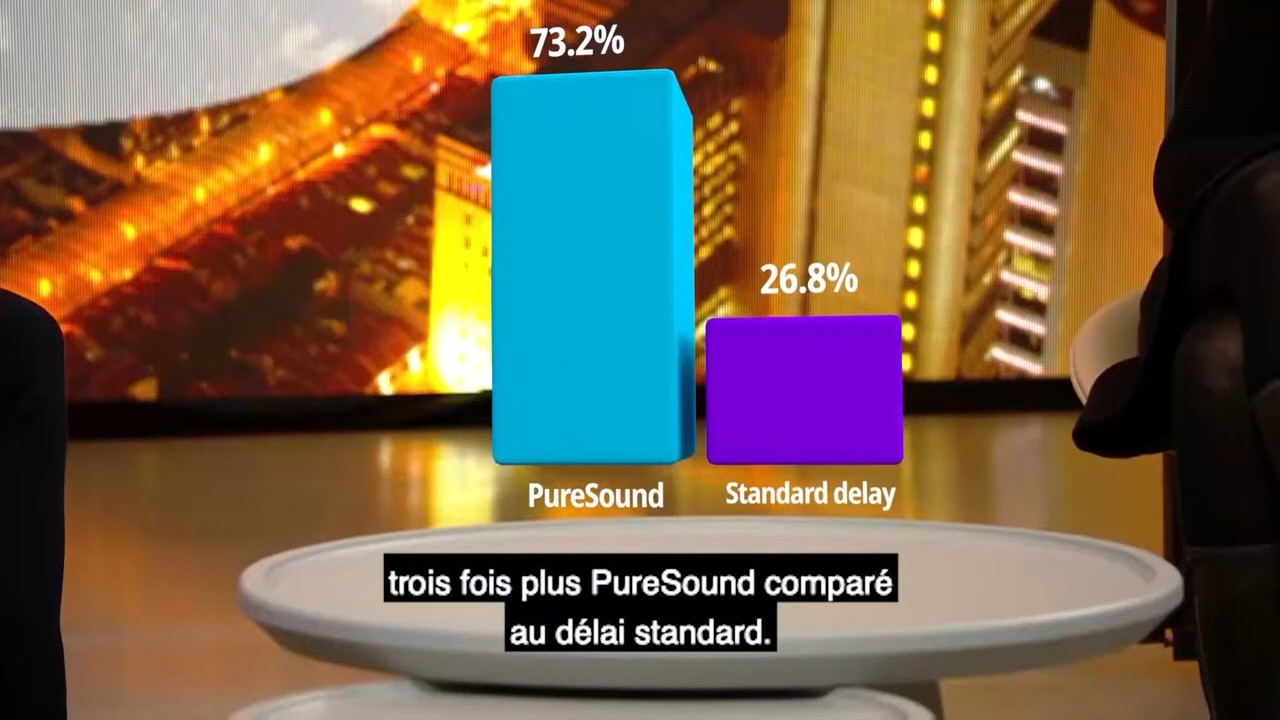 73.2%
26.8%
PureSound
Standard delay
trois fois plus PureSound comparé
au délai standard.